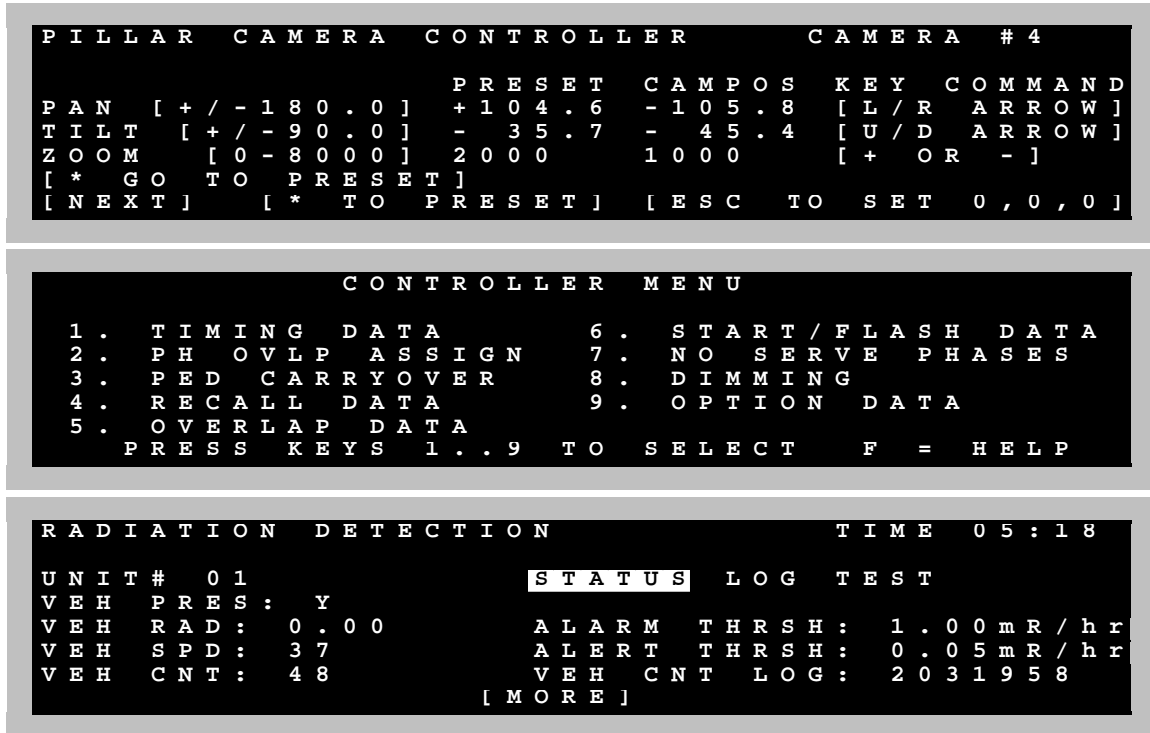 PILLAR CAMERA CONTROLLER CAMERA #4
PRESET CAMPOS KEY COMMAND
PAN [+/-180.0] +104.6 -105.8 [L/R ARROW]
TILT [+/-90.0] - 35.7 - 45.4 [U/D ARROW]
ZOOM [0-8000] 2000 1000 [+ OR -]
[* GO TO PRESET]
[NEXT] [* TO PRESET] [ESC TO SET 0,0,0]
CONTROLLER MENU
1. TIMING DATA 6. START/FLASH DATA
2. PH OVLP ASSIGN 7. NO SERVE PHASES
3. PED CARRYOVER 8. DIMMING
4. RECALL DATA 9. OPTION DATA
5. OVERLAP DATA
PRESS KEYS 1..9 TO SELECT F = HELP
RADIATION DETECTION TIME 05:18
UNIT# 01 STATUS LOG TEST
VEH PRES: Y
VEH RAD: 0.00 ALARM THRSH: 1.00mR/hr
VEH SPD: 37 ALERT THRSH: 0.05mR/hr
VEH CNT: 48 VEH CNT LOG: 2031958
[MORE]